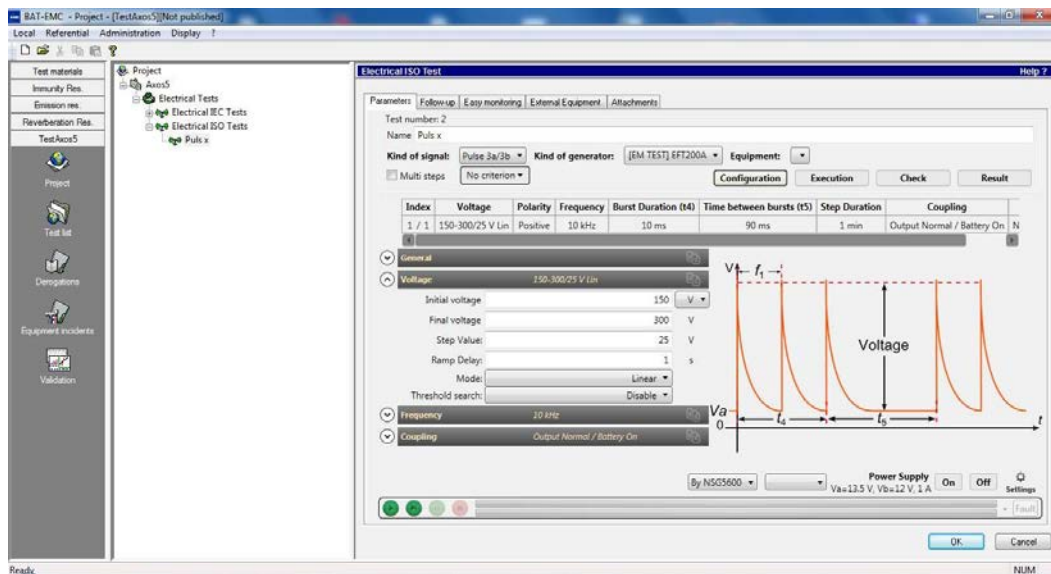 BAT-EMC - Project - [TestAxos5][Not published]
Local Referential Administration Display ?
Test materials
Immunity Res.
Emission res.
Reverberation Res.
TestAxos5
Project
Test list
Derogations
Equipment incidents
Validation
Project
Axos5
Electrical Tests
Electrical IEC Tests
Electrical ISO Tests
Puls x
Electrical ISO Test Help ?
Parameters Follow-up Easy monitoring External Equipment Attachments
Test number: 2
Name Puls x
Kind of signal: Pulse 3a/3b Kind of generator: [EM TEST] EFT200A Equipment:
Multi steps No criterion Configuration Execution Check Result
Index Voltage Polarity Frequency Burst Duration (t4) Time between bursts (t5) Step Duration Coupling
1 / 1 150-300/25 V Lin Positive 10 kHz 10 ms 90 ms 1 min Output Normal / Battery On N
General
Voltage 150-300/25 V Lin
Initial voltage 150 V
Final voltage 300 V
Step Value: 25 V
Ramp Delay: 1 s
Mode: Linear
Threshold search: Disable
Frequency 10 kHz
Coupling Output Normal / Battery On
V f1
Voltage
Va
0 t4 t5 t
By NSG5600 Power Supply On Off Settings
Va=13.5 V, Vb=12 V, 1 A
Fault
OK Cancel
Ready. NUM